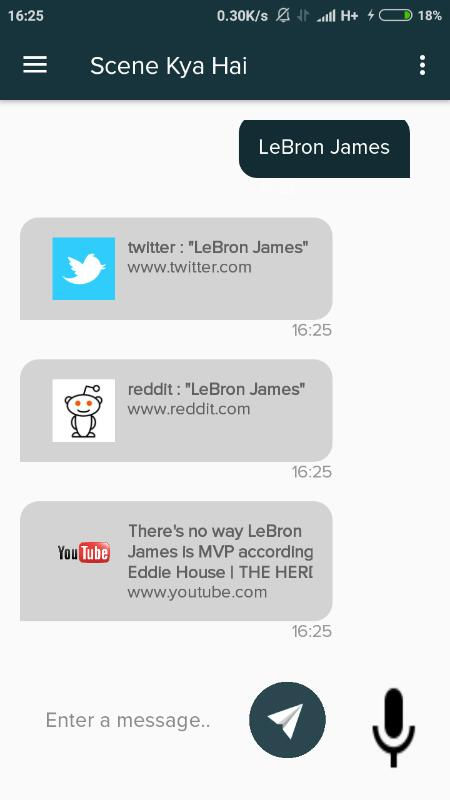 16:25 0.30K/s H+ 18%
Scene Kya Hai
LeBron James
twitter : "LeBron James"
www.twitter.com
16:25
reddit : "LeBron James"
www.reddit.com
16:25
YouTube
There's no way LeBron
James is MVP according
Eddie House | THE HERD
www.youtube.com
16:25
Enter a message..